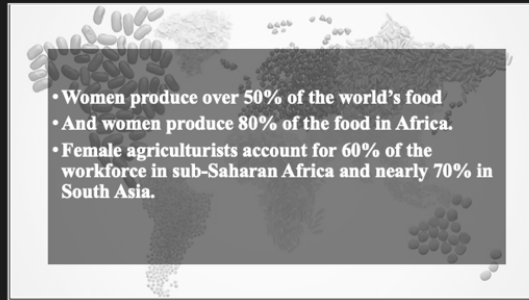 • Women produce over 50% of the world’s food
• And women produce 80% of the food in Africa.
• Female agriculturists account for 60% of the
workforce in sub-Saharan Africa and nearly 70% in
South Asia.